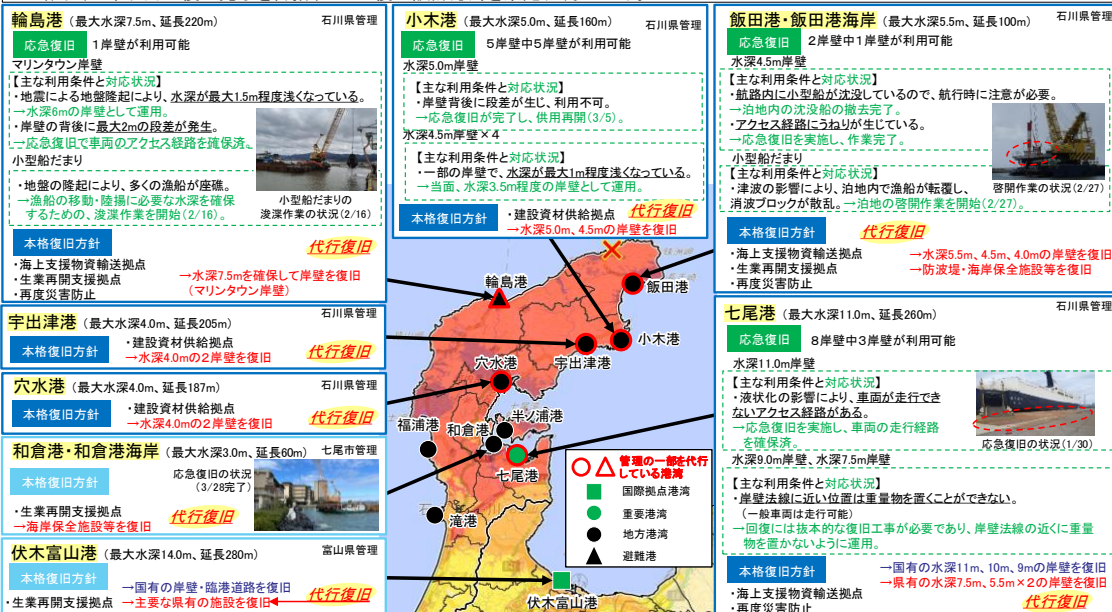 輪島港 (最大水深7.5m、延長220m)
石川県管理
応急復旧 1岸壁が利用可能
マリンタウン岸壁
【主な利用条件と対応状況】
・地震による地盤隆起により、水深が最大1.5m程度浅くなっている。
→水深6mの岸壁として運用。
・岸壁の背後に最大2mの段差が発生。
→応急復旧で車両のアクセス経路を確保済。
小型船だまり
・地盤の隆起により、多くの漁船が座礁。
→漁船の移動・陸揚に必要な水深を確保
するための、浚渫作業を開始(2/16)。
小型船だまりの
浚渫作業の状況(2/16)
本格復旧方針
代行復旧
・海上支援物資輸送拠点
・生業再開支援拠点
・再度災害防止
→水深7.5mを確保して岸壁を復旧
(マリンタウン岸壁)
宇出津港 (最大水深4.0m、延長205m)
石川県管理
本格復旧方針
・建設資材供給拠点
→水深4.0mの2岸壁を復旧
代行復旧
穴水港 (最大水深4.0m、延長187m)
石川県管理
本格復旧方針
・建設資材供給拠点
→水深4.0mの2岸壁を復旧
代行復旧
和倉港・和倉港海岸 (最大水深3.0m、延長60m)
七尾市管理
本格復旧方針
応急復旧の状況
(3/28完了)
・生業再開支援拠点
→海岸保全施設等を復旧
代行復旧
伏木富山港 (最大水深14.0m、延長280m)
富山県管理
本格復旧方針
→国有の岸壁・臨港道路を復旧
・生業再開支援拠点
→主要な県有の施設を復旧
代行復旧
小木港 (最大水深5.0m、延長160m)
石川県管理
応急復旧 5岸壁中5岸壁が利用可能
水深5.0m岸壁
【主な利用条件と対応状況】
・岸壁背後に段差が生じ、利用不可。
→応急復旧が完了し、供用再開(3/5)。
水深4.5m岸壁×4
【主な利用条件と対応状況】
・一部の岸壁で、水深が最大1m程度浅くなっている。
→当面、水深3.5m程度の岸壁として運用。
本格復旧方針
・建設資材供給拠点
→水深5.0m、4.5mの岸壁を復旧
代行復旧
輪島港
飯田港
小木港
宇出津港
穴水港
半ノ浦港
福浦港
和倉港
七尾港
滝港
伏木富山港
管理の一部を代行
している港湾
国際拠点港湾
重要港湾
地方港湾
避難港
飯田港・飯田港海岸 (最大水深5.5m、延長100m)
石川県管理
応急復旧 2岸壁中1岸壁が利用可能
水深4.5m岸壁
【主な利用条件と対応状況】
・航路内に小型船が沈没しているので、航行時に注意が必要。
→泊地内の沈没船の撤去完了。
・アクセス経路にうねりが生じている。
→応急復旧を実施し、作業完了。
小型船だまり
【主な利用条件と対応状況】
・津波の影響により、泊地内で漁船が転覆し、
消波ブロックが散乱。→泊地の啓開作業を開始(2/27)。
啓開作業の状況(2/27)
本格復旧方針
代行復旧
・海上支援物資輸送拠点
・生業再開支援拠点
・再度災害防止
→水深5.5m、4.5m、4.0mの岸壁を復旧
→防波堤・海岸保全施設等を復旧
七尾港 (最大水深11.0m、延長260m)
石川県管理
応急復旧 8岸壁中3岸壁が利用可能
水深11.0m岸壁
【主な利用条件と対応状況】
・液状化の影響により、車両が走行でき
ないアクセス経路がある。
→応急復旧を実施し、車両の走行経路
を確保済。
応急復旧の状況(1/30)
水深9.0m岸壁、水深7.5m岸壁
【主な利用条件と対応状況】
・岸壁法線に近い位置は重量物を置くことができない。
(一般車両は走行可能)
→回復には抜本的な復旧工事が必要であり、岸壁法線の近くに重量
物を置かないように運用。
本格復旧方針
→国有の水深11m、10m、9mの岸壁を復旧
→県有の水深7.5m、5.5m×2の岸壁を復旧
・海上支援物資輸送拠点
・再度災害防止
代行復旧